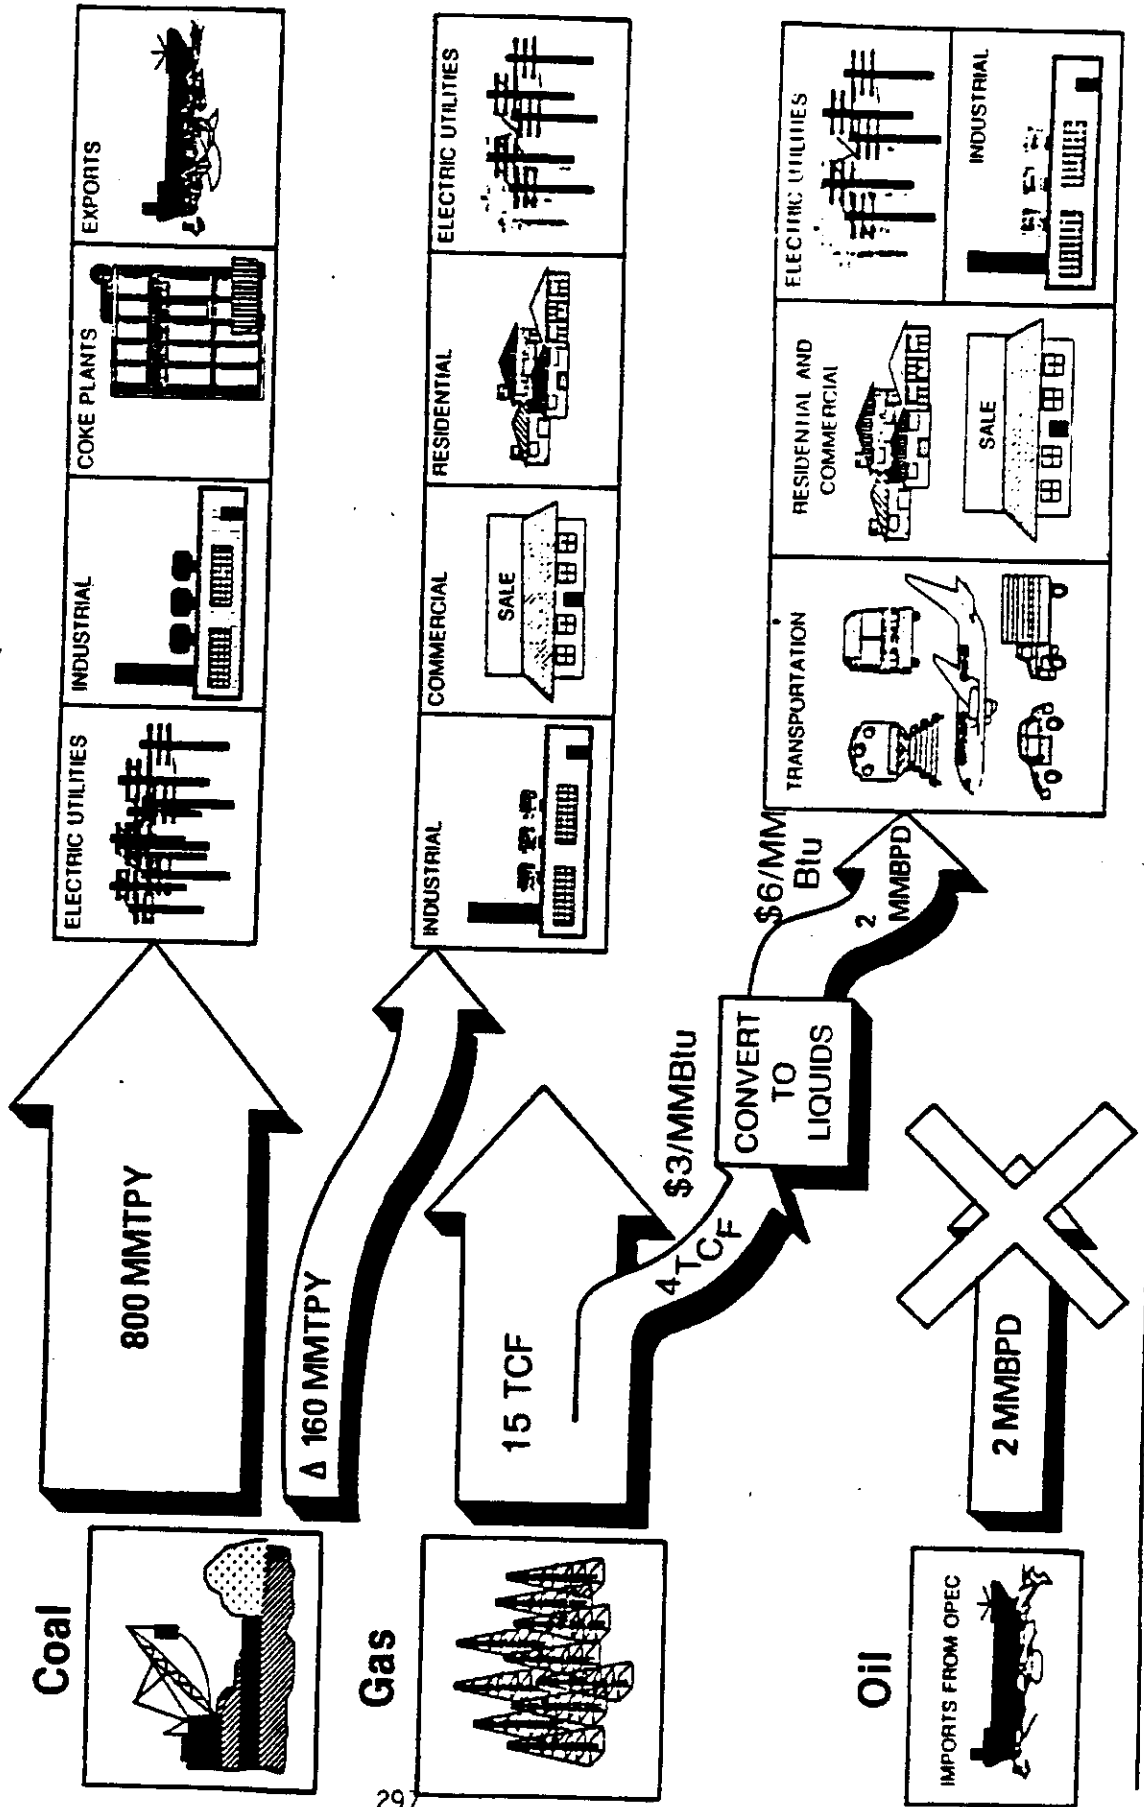 Coal
800 MMTPY
ELECTRIC UTILITIES
INDUSTRIAL
COKE PLANTS
EXPORTS
Δ 160 MMTPY
Gas
15 TCF
INDUSTRIAL
COMMERCIAL
SALE
RESIDENTIAL
ELECTRIC UTILITIES
4 TCF
$3/MMBtu
CONVERT
TO
LIQUIDS
$6/MM
Btu
2
MMBPD
Oil
IMPORTS FROM OPEC
2 MMBPD
TRANSPORTATION
RESIDENTIAL AND
COMMERCIAL
SALE
ELECTRIC UTILITIES
INDUSTRIAL
297